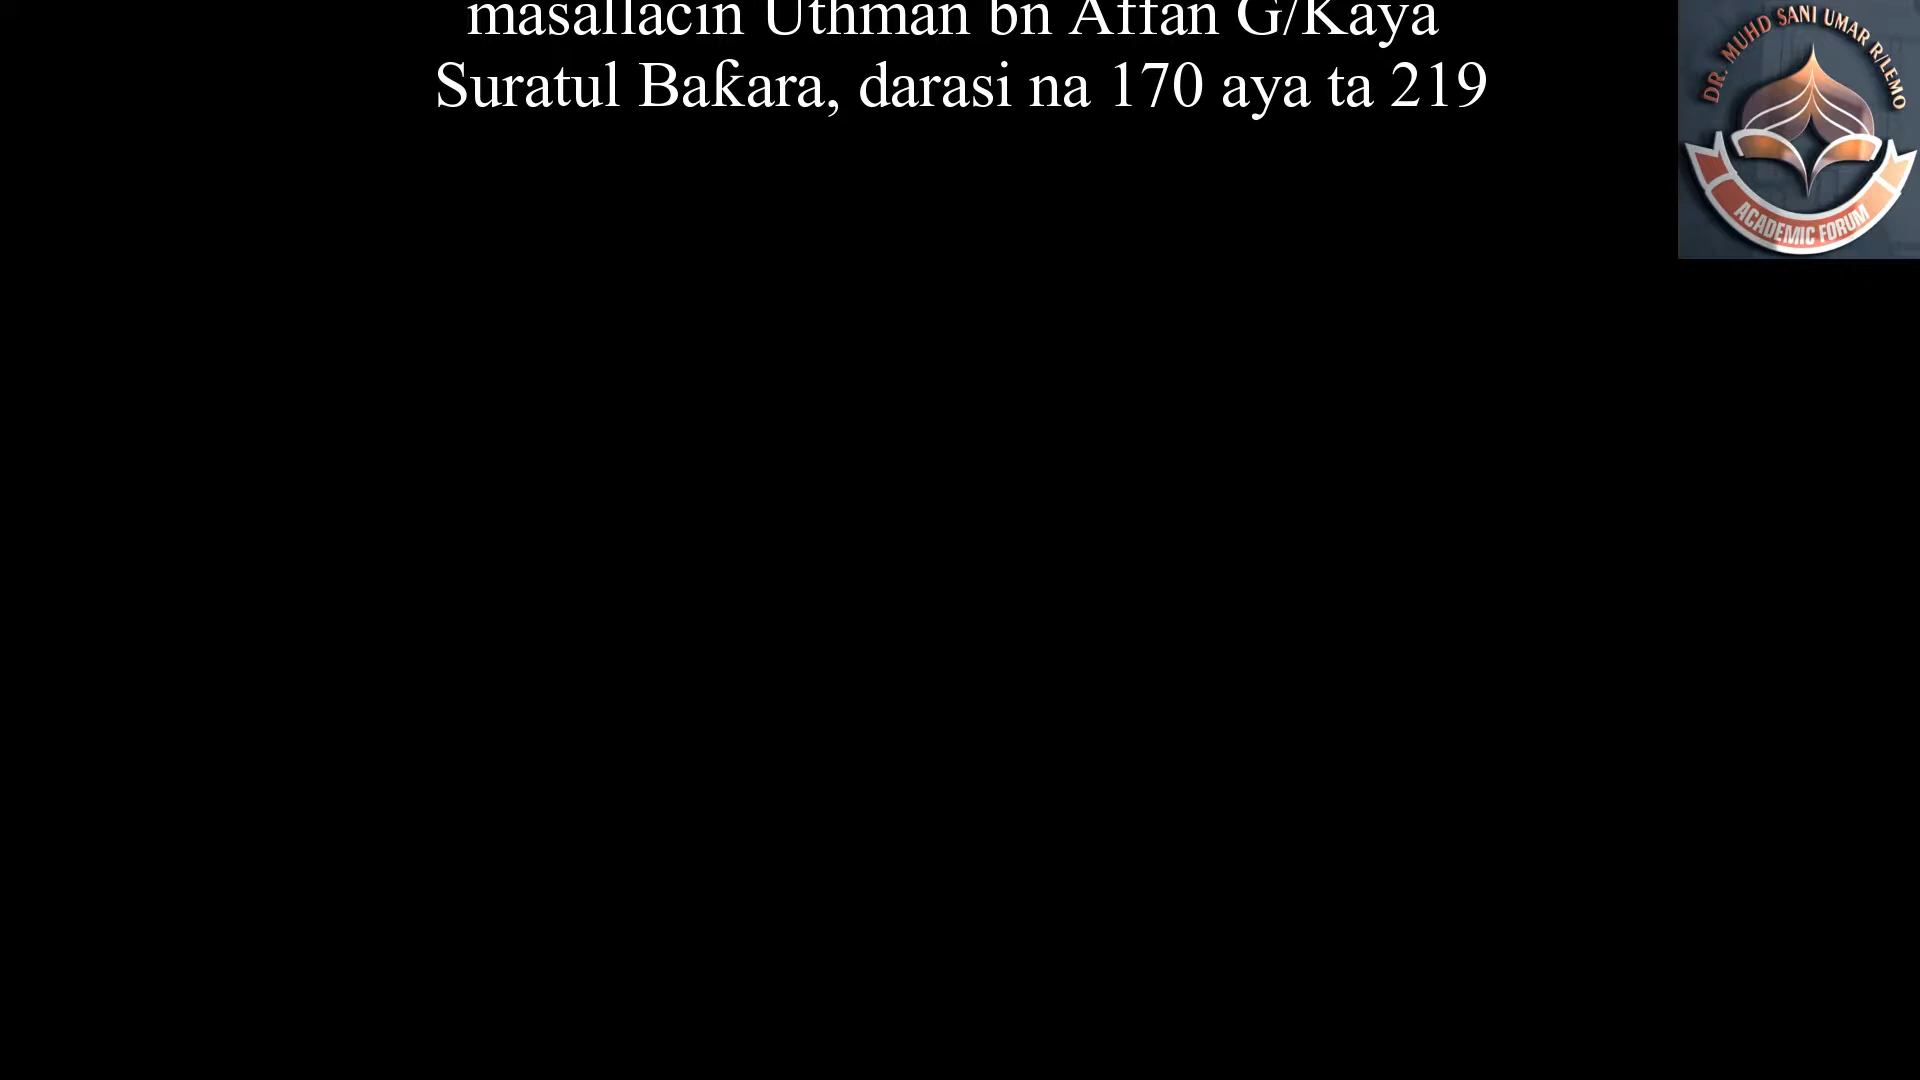 masallacin Uthman bn Affan G/Kaya
Suratul Baƙara, darasi na 170 aya ta 219
DR. MUHD SANI UMAR R/LEMO
ACADEMIC FORUM